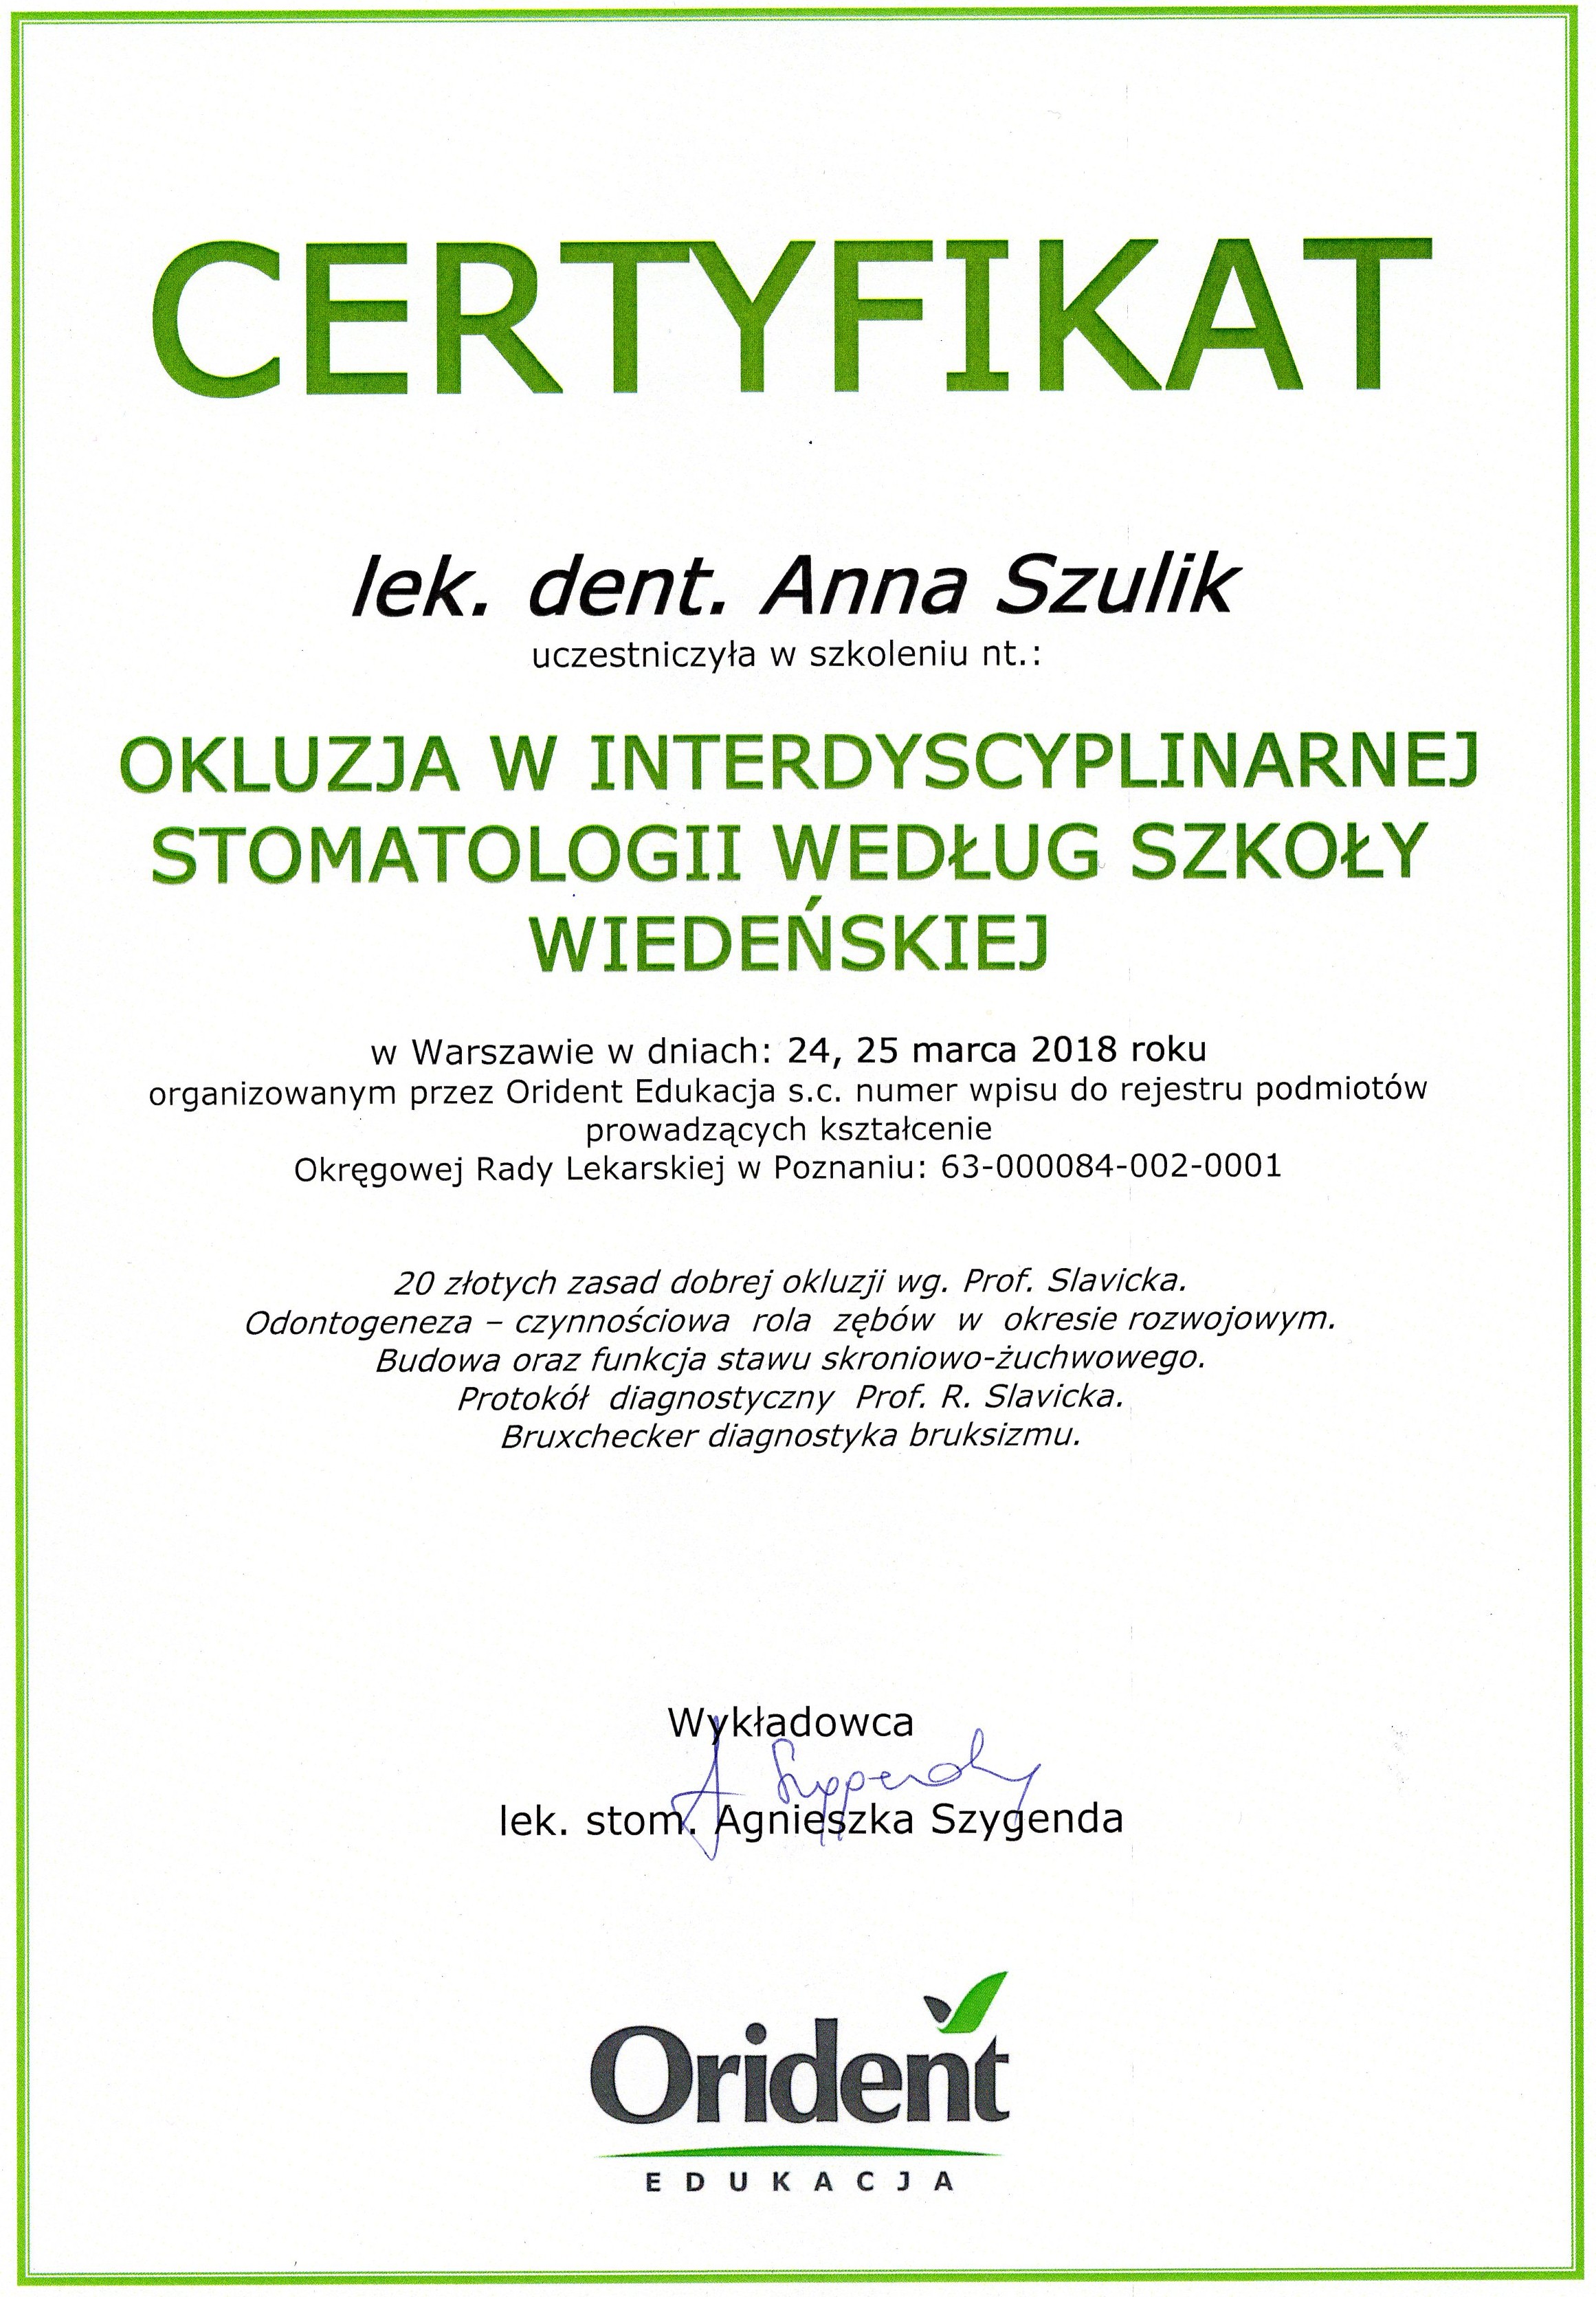 CERTYFIKAT
lek. dent. Anna Szulik
uczestniczyła w szkoleniu nt.:
OKLUZJA W INTERDYSCYPLINARNEJ
STOMATOLOGII WEDŁUG SZKOŁY
WIEDEŃSKIEJ
w Warszawie w dniach: 24, 25 marca 2018 roku
organizowanym przez Orident Edukacja s.c. numer wpisu do rejestru podmiotów
prowadzących kształcenie
Okręgowej Rady Lekarskiej w Poznaniu: 63-000084-002-0001
20 złotych zasad dobrej okluzji wg. Prof. Slavicka.
Odontogeneza – czynnościowa rola zębów w okresie rozwojowym.
Budowa oraz funkcja stawu skroniowo-żuchwowego.
Protokół diagnostyczny Prof. R. Slavicka.
Bruxchecker diagnostyka bruksizmu.
Wykładowca
A Szygenda
lek. stom. Agnieszka Szygenda
Orident
EDUKACJA